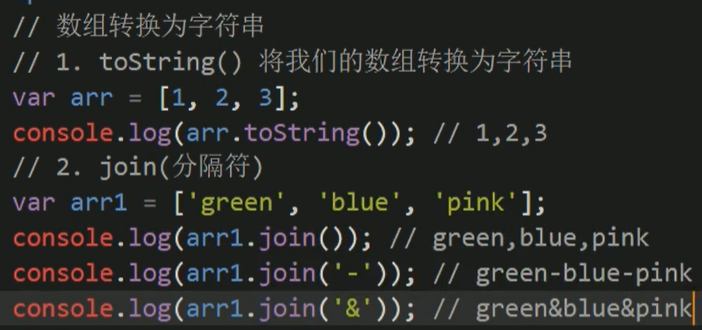 // 数组转换为字符串
// 1. toString() 将我们的数组转换为字符串
var arr = [1, 2, 3];
console.log(arr.toString()); // 1,2,3
// 2. join(分隔符)
var arr1 = ['green', 'blue', 'pink'];
console.log(arr1.join()); // green,blue,pink
console.log(arr1.join('-')); // green-blue-pink
console.log(arr1.join('&')); // green&blue&pink